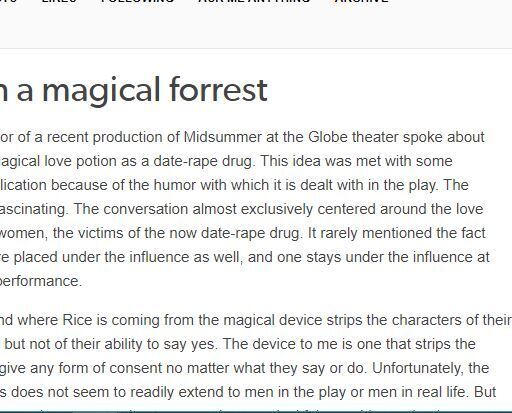 LIKES FOLLOWING ASK ME ANYTHING ARCHIVE
a magical forrest
or of a recent production of Midsummer at the Globe theater spoke about
agical love potion as a date-rape drug. This idea was met with some
lication because of the humor with which it is dealt with in the play. The
ascinating. The conversation almost exclusively centered around the love
women, the victims of the now date-rape drug. It rarely mentioned the fact
e placed under the influence as well, and one stays under the influence at
performance.
nd where Rice is coming from the magical device strips the characters of their
but not of their ability to say yes. The device to me is one that strips the
give any form of consent no matter what they say or do. Unfortunately, the
s does not seem to readily extend to men in the play or men in real life. But